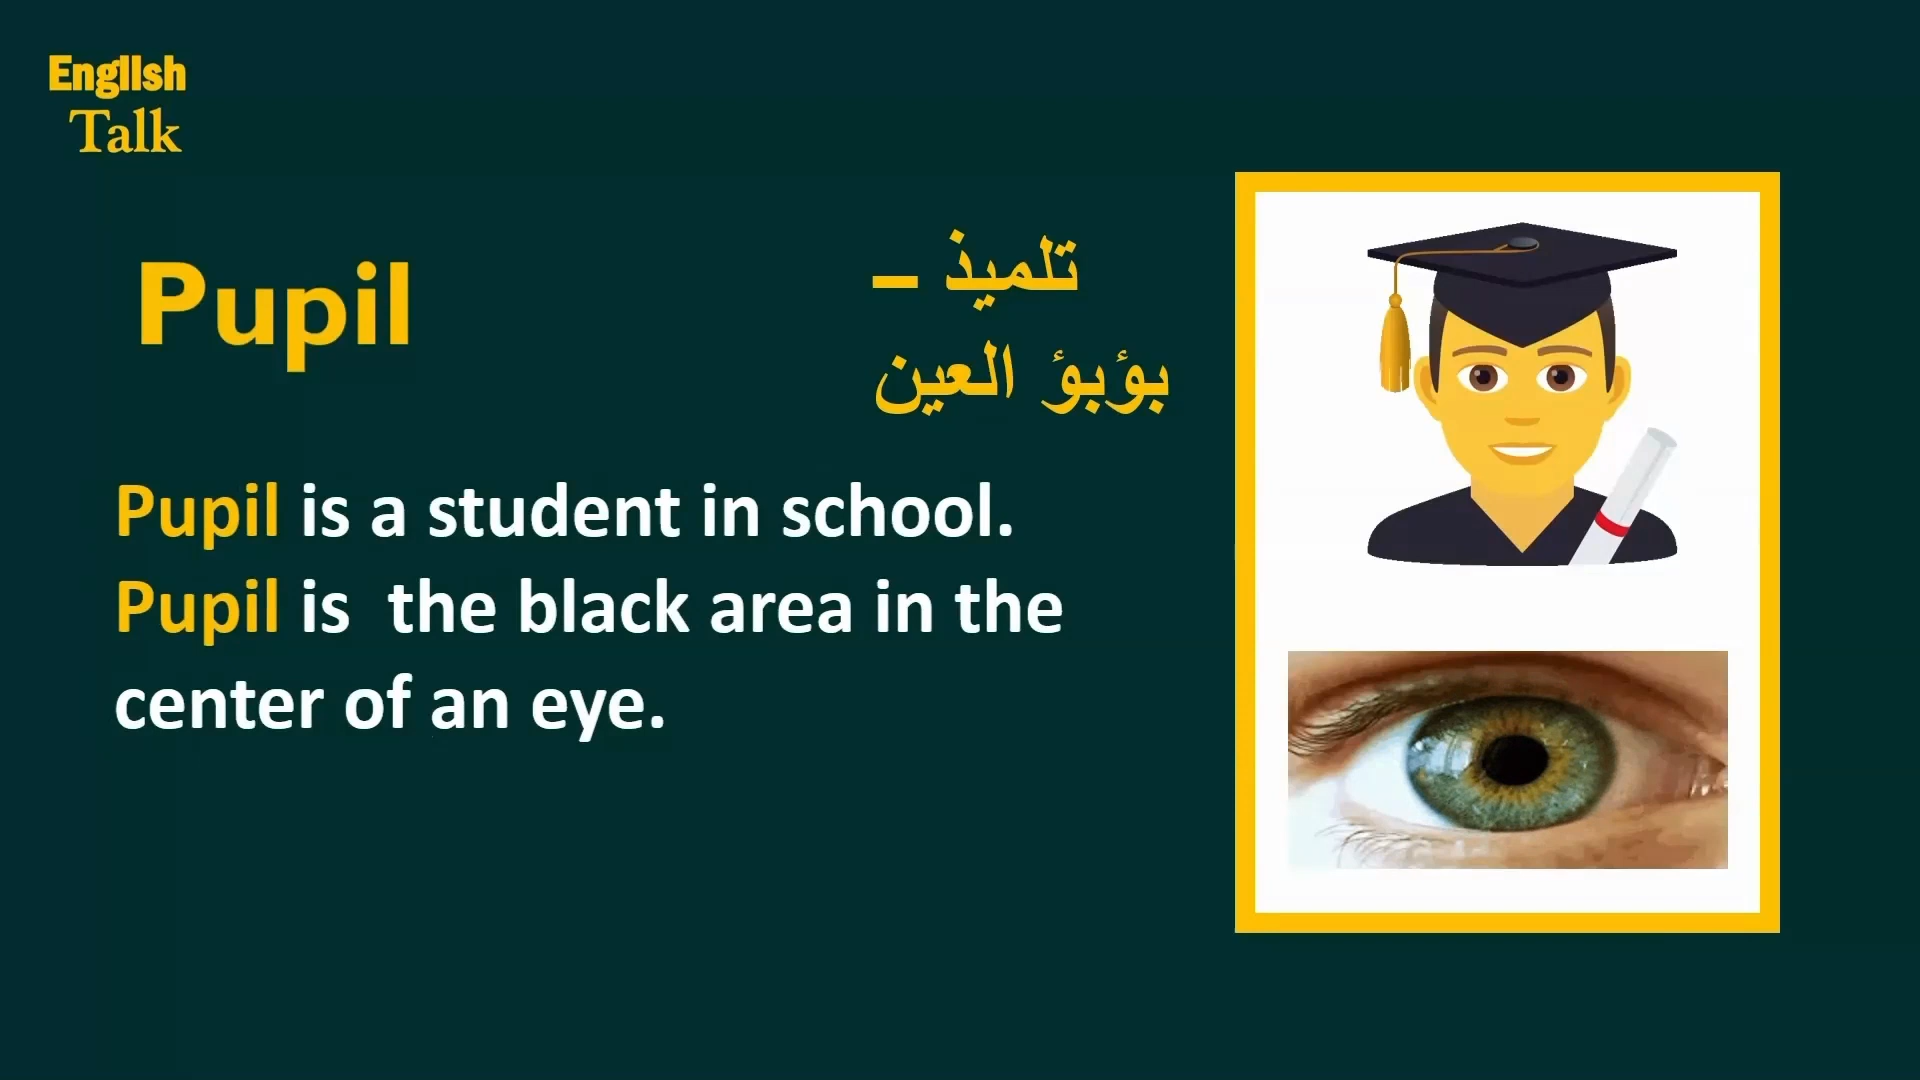 English
Talk
Pupil
تلميذ –
بؤبؤ العين
Pupil is a student in school.
Pupil is  the black area in the
center of an eye.